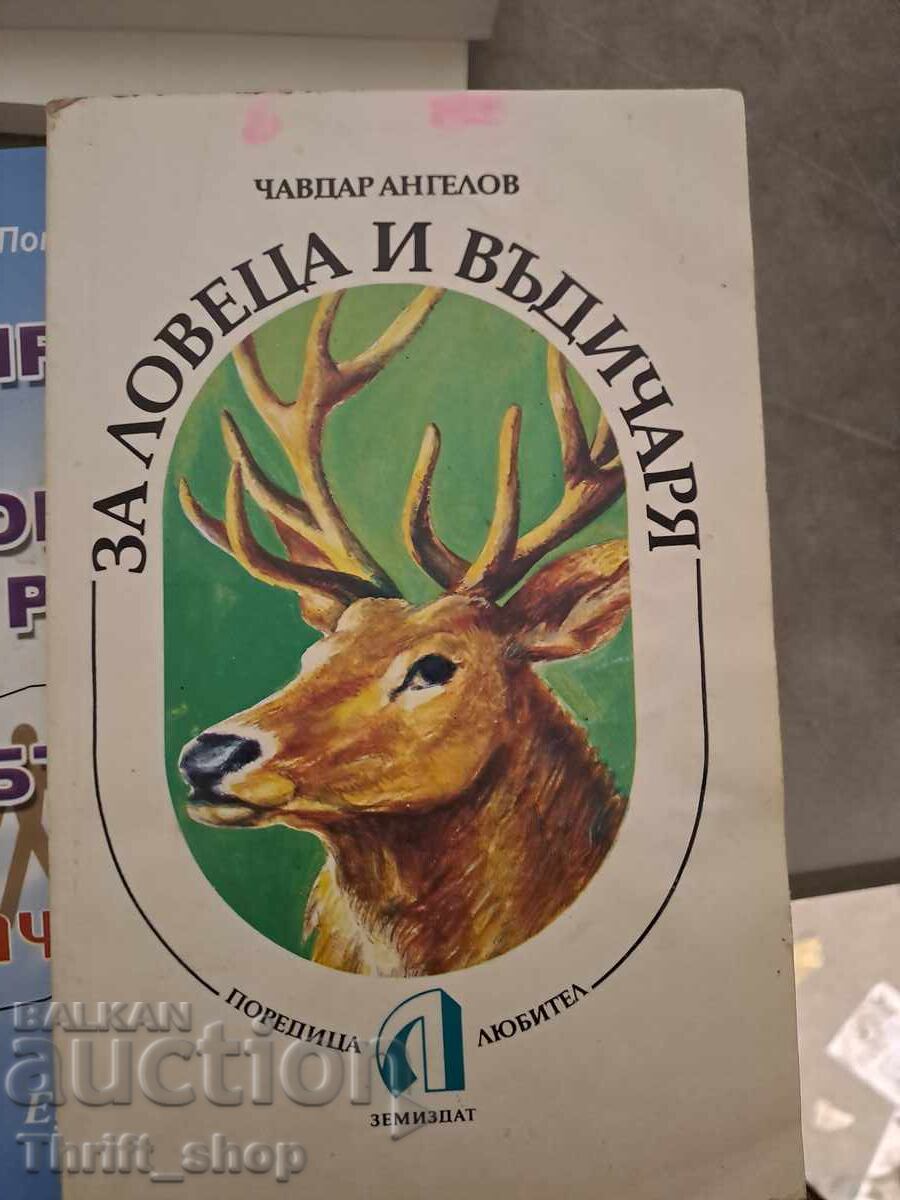 ЧАВДАР АНГЕЛОВ
ЗА ЛОВЕЦА И ВЪДИЧАРЯ
ПОРЕДИЦА Л ЛЮБИТЕЛ
ЗЕМИЗДАТ
BALKAN
auction
Thrift_shop